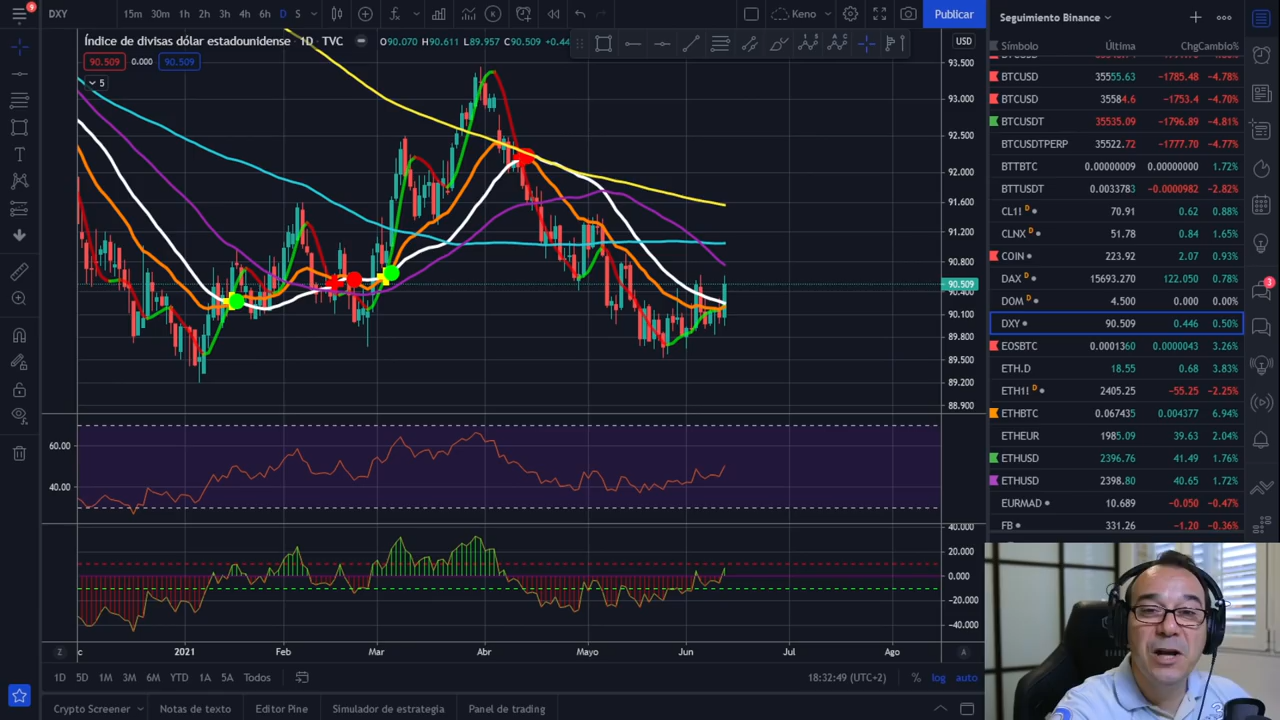 9
DXY
15m 30m 1h 2h 3h 4h 6h D S
Keno
Publicar
Índice de divisas dólar estadounidense · 1D · TVC
O90.070 H90.611 L89.957 C90.509 +0.44
90.509 0.000 90.509
5
USD
93.500
93.000
92.500
92.000
91.600
91.200
90.800
90.509
90.400
90.100
89.800
89.500
89.200
88.900
60.00
40.00
40.000
20.000
0.000
−20.000
−40.000
Z
c 2021 Feb Mar Abr Mayo Jun Jul Ago
A
1D 5D 1M 3M 6M YTD 1A 5A Todos
18:32:49 (UTC+2)
% log auto
Crypto Screener Notas de texto Editor Pine Simulador de estrategia Panel de trading
Seguimiento Binance
Símbolo Última Chg Cambio%
BTCUSD 35555.63 −1785.48 −4.78%
BTCUSD 35584.6 −1753.4 −4.70%
BTCUSDT 35535.09 −1796.89 −4.81%
BTCUSDTPERP 35522.72 −1777.70 −4.77%
BTTBTC 0.00000009 0.00000000 1.72%
BTTUSDT 0.0033783 −0.0000982 −2.82%
CL1! D 70.91 0.62 0.88%
CLNX D 51.78 0.84 1.65%
COIN 223.92 2.07 0.93%
DAX D 15693.270 122.050 0.78%
DOM D 4.500 0.000 0.00%
DXY 90.509 0.446 0.50%
EOSBTC 0.0001360 0.0000043 3.26%
ETH.D 18.55 0.68 3.83%
ETH1! D 2405.25 −55.25 −2.25%
ETHBTC 0.067435 0.004377 6.94%
ETHEUR 1985.09 39.63 2.04%
ETHUSD 2396.76 41.49 1.76%
ETHUSD 2398.80 40.65 1.72%
EURMAD 10.689 −0.050 −0.47%
FB 331.26 −1.20 −0.36%
3